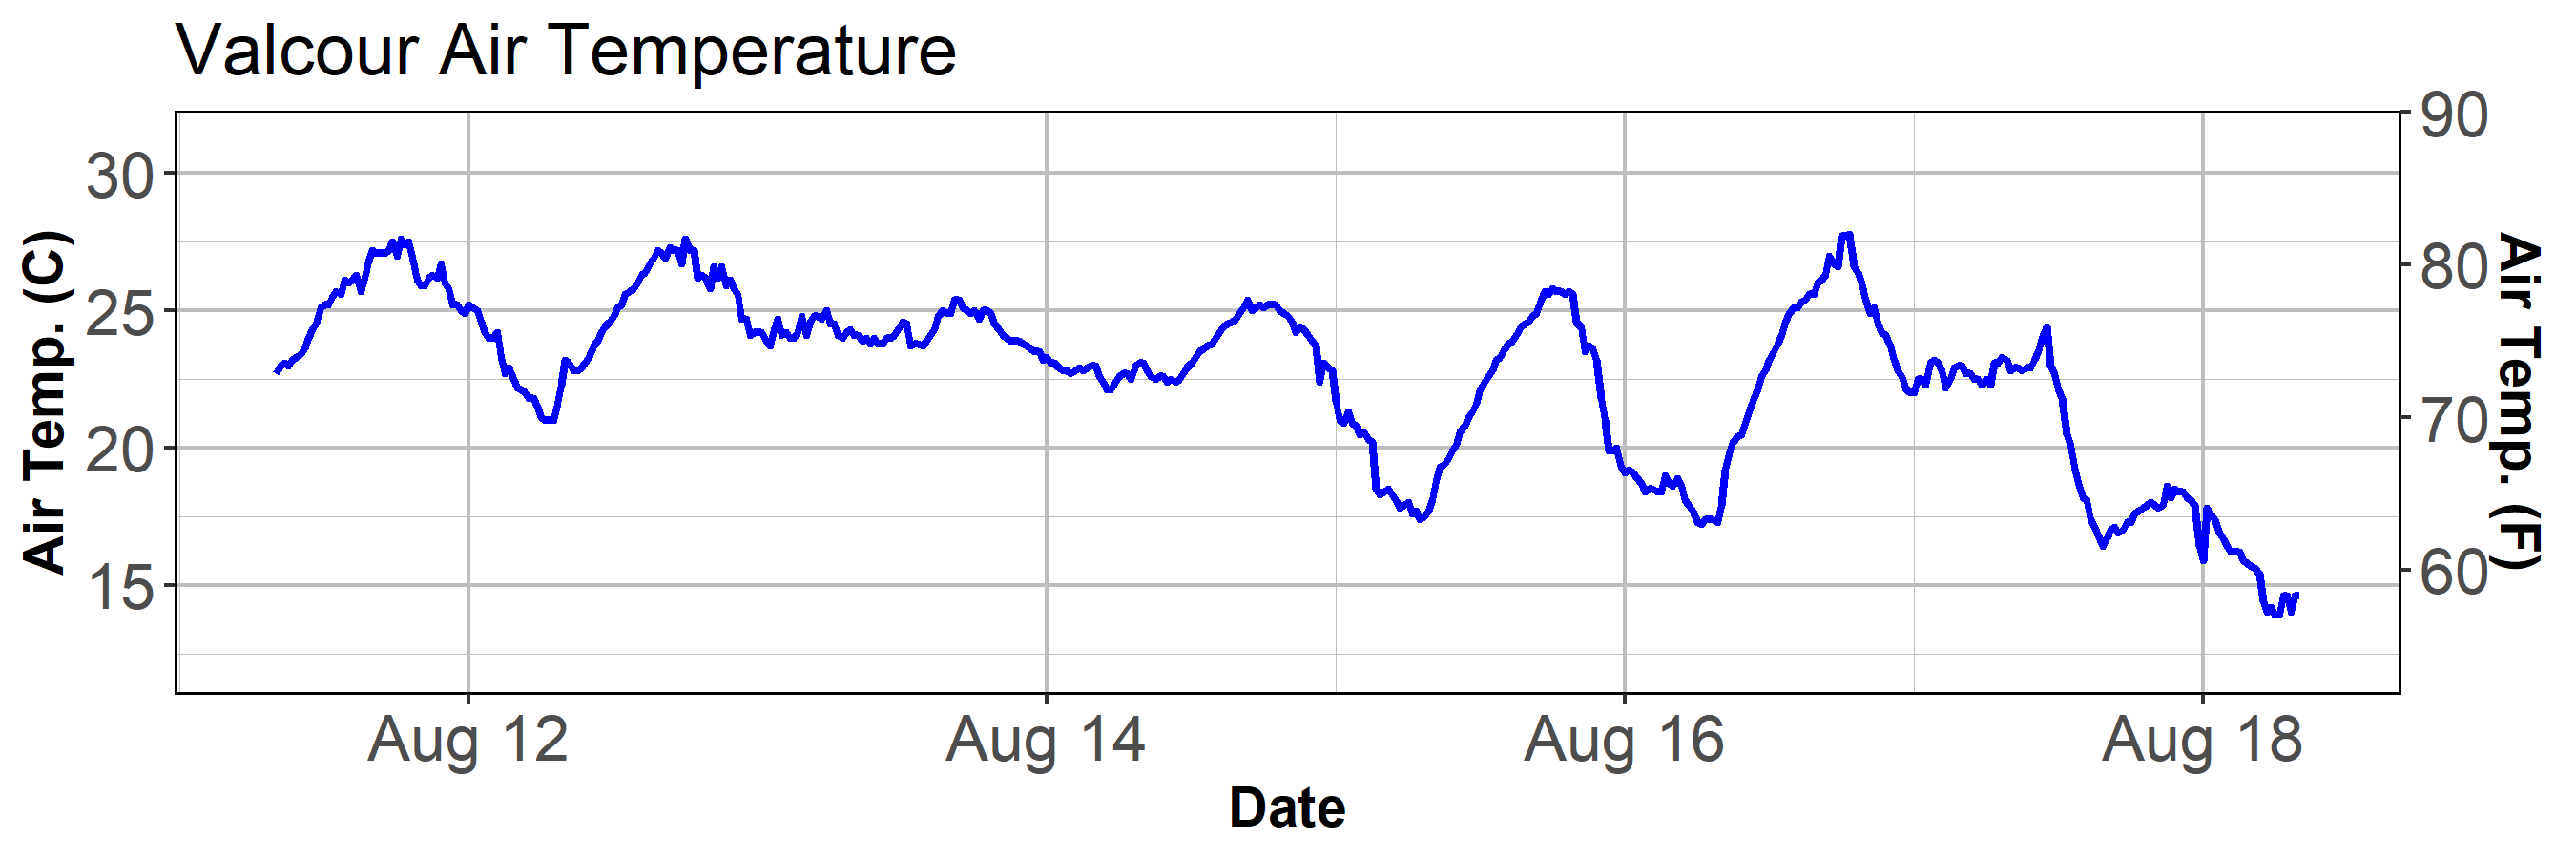 Valcour Air Temperature
Air Temp. (C)
30
25
20
15
90
80
70
60
Air Temp. (F)
Aug 12
Aug 14
Aug 16
Aug 18
Date